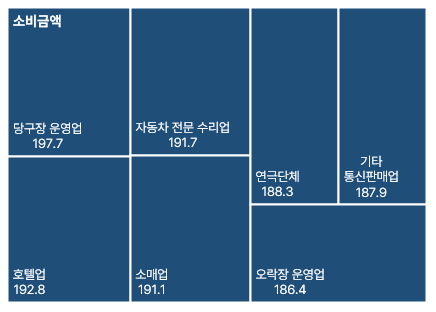 소비금액
당구장 운영업
197.7
자동차 전문 수리업
191.7
연극단체
188.3
기타
통신판매업
187.9
호텔업
192.8
소매업
191.1
오락장 운영업
186.4